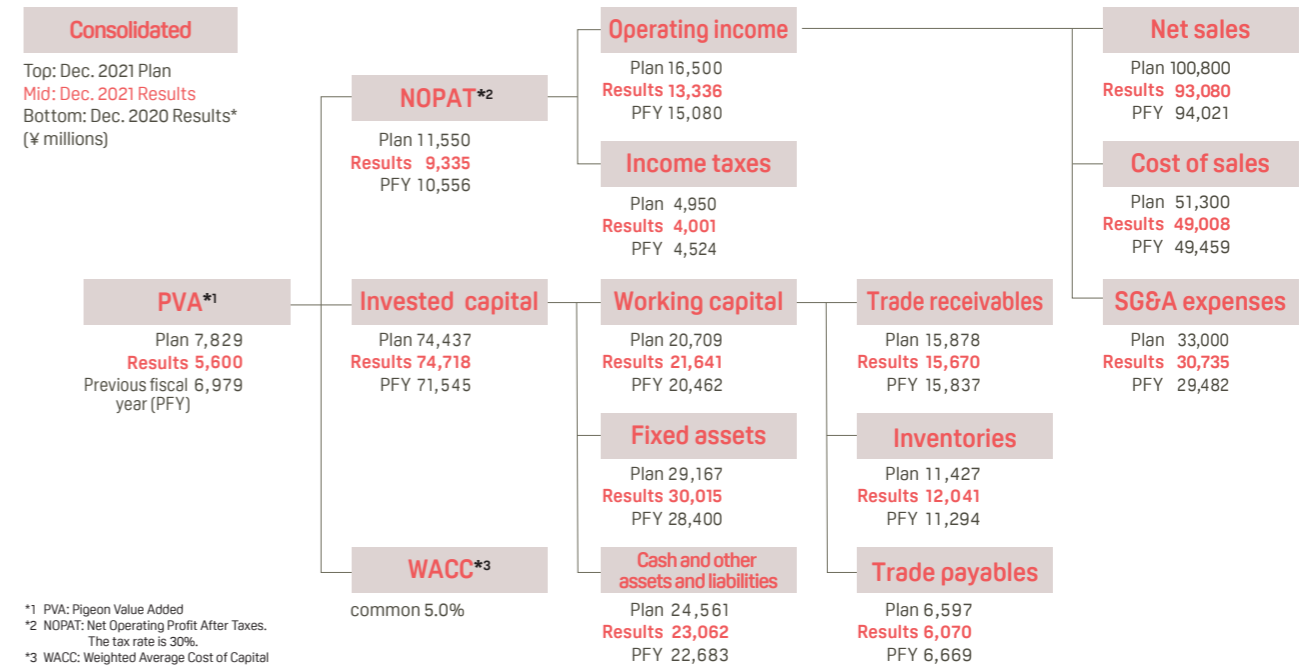 Consolidated
Top: Dec. 2021 Plan
Mid: Dec. 2021 Results
Bottom: Dec. 2020 Results*
(¥ millions)
PVA*1
Plan 7,829
Results 5,600
Previous fiscal 6,979
year (PFY)
NOPAT*2
Plan 11,550
Results 9,335
PFY 10,556
Operating income
Plan 16,500
Results 13,336
PFY 15,080
Net sales
Plan 100,800
Results 93,080
PFY 94,021
Cost of sales
Plan 51,300
Results 49,008
PFY 49,459
SG&A expenses
Plan 33,000
Results 30,735
PFY 29,482
Income taxes
Plan 4,950
Results 4,001
PFY 4,524
Invested capital
Plan 74,437
Results 74,718
PFY 71,545
Working capital
Plan 20,709
Results 21,641
PFY 20,462
Trade receivables
Plan 15,878
Results 15,670
PFY 15,837
Inventories
Plan 11,427
Results 12,041
PFY 11,294
Trade payables
Plan 6,597
Results 6,070
PFY 6,669
Fixed assets
Plan 29,167
Results 30,015
PFY 28,400
Cash and other
assets and liabilities
Plan 24,561
Results 23,062
PFY 22,683
WACC*3
common 5.0%
*1 PVA: Pigeon Value Added
*2 NOPAT: Net Operating Profit After Taxes.
The tax rate is 30%.
*3 WACC: Weighted Average Cost of Capital